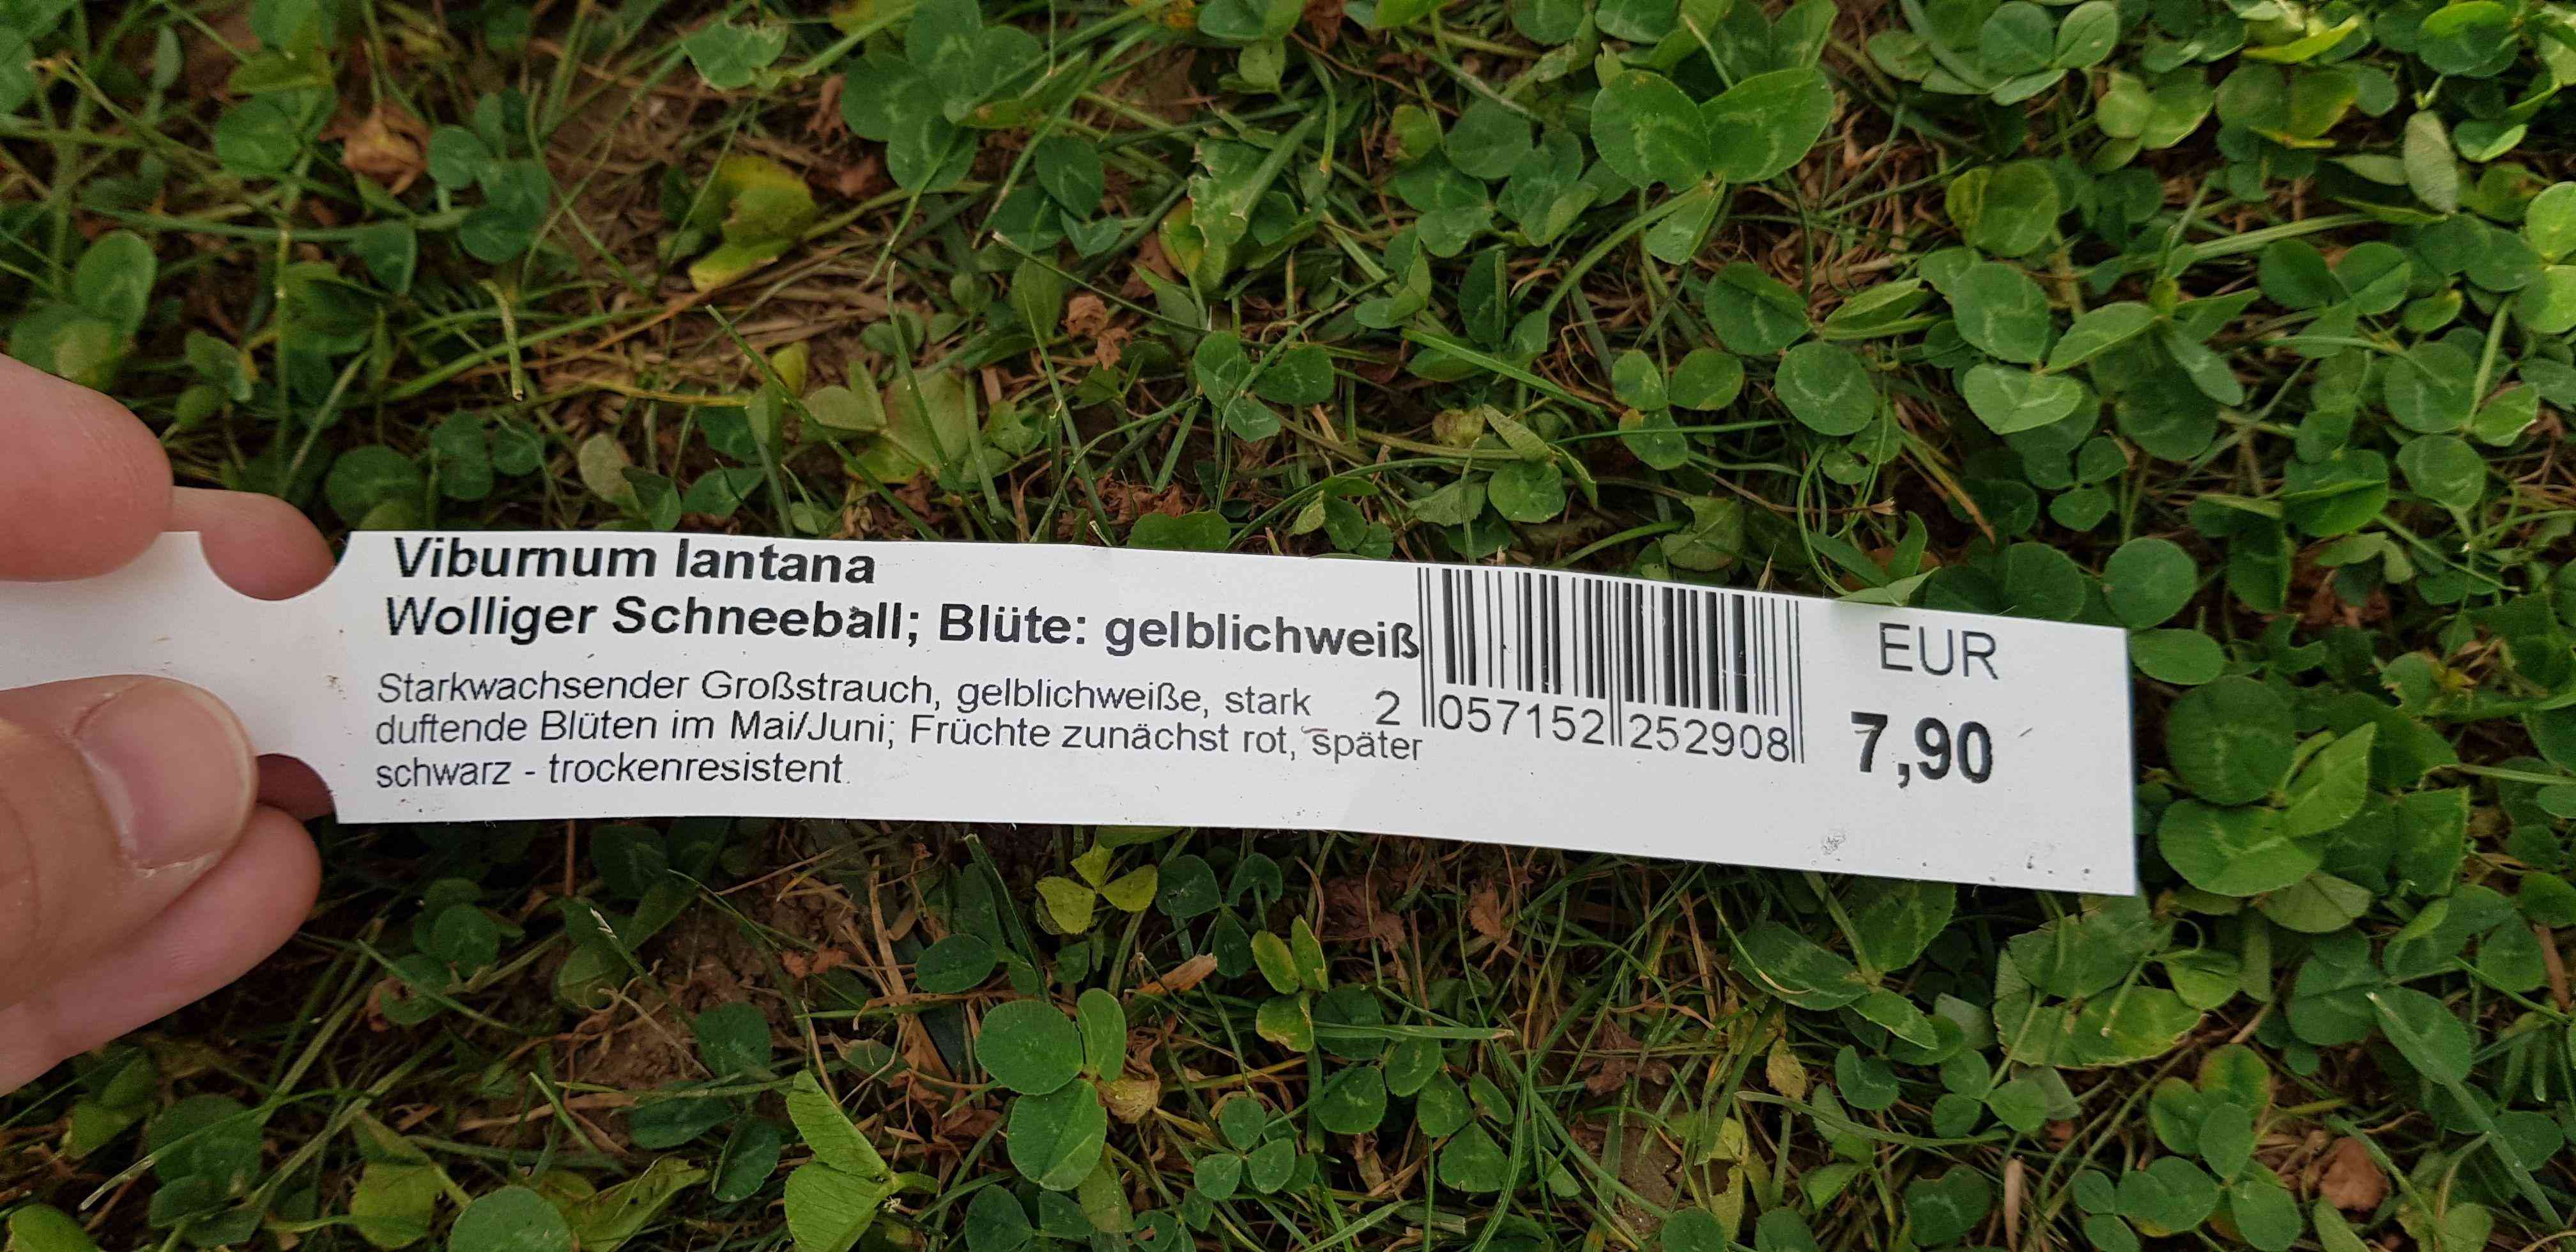 Viburnum lantana
Wolliger Schneeball; Blüte: gelblichweiß
Starkwachsender Großstrauch, gelblichweiße, stark
duftende Blüten im Mai/Juni; Früchte zunächst rot, später
schwarz - trockenresistent.
2 057152 252908
EUR
7,90